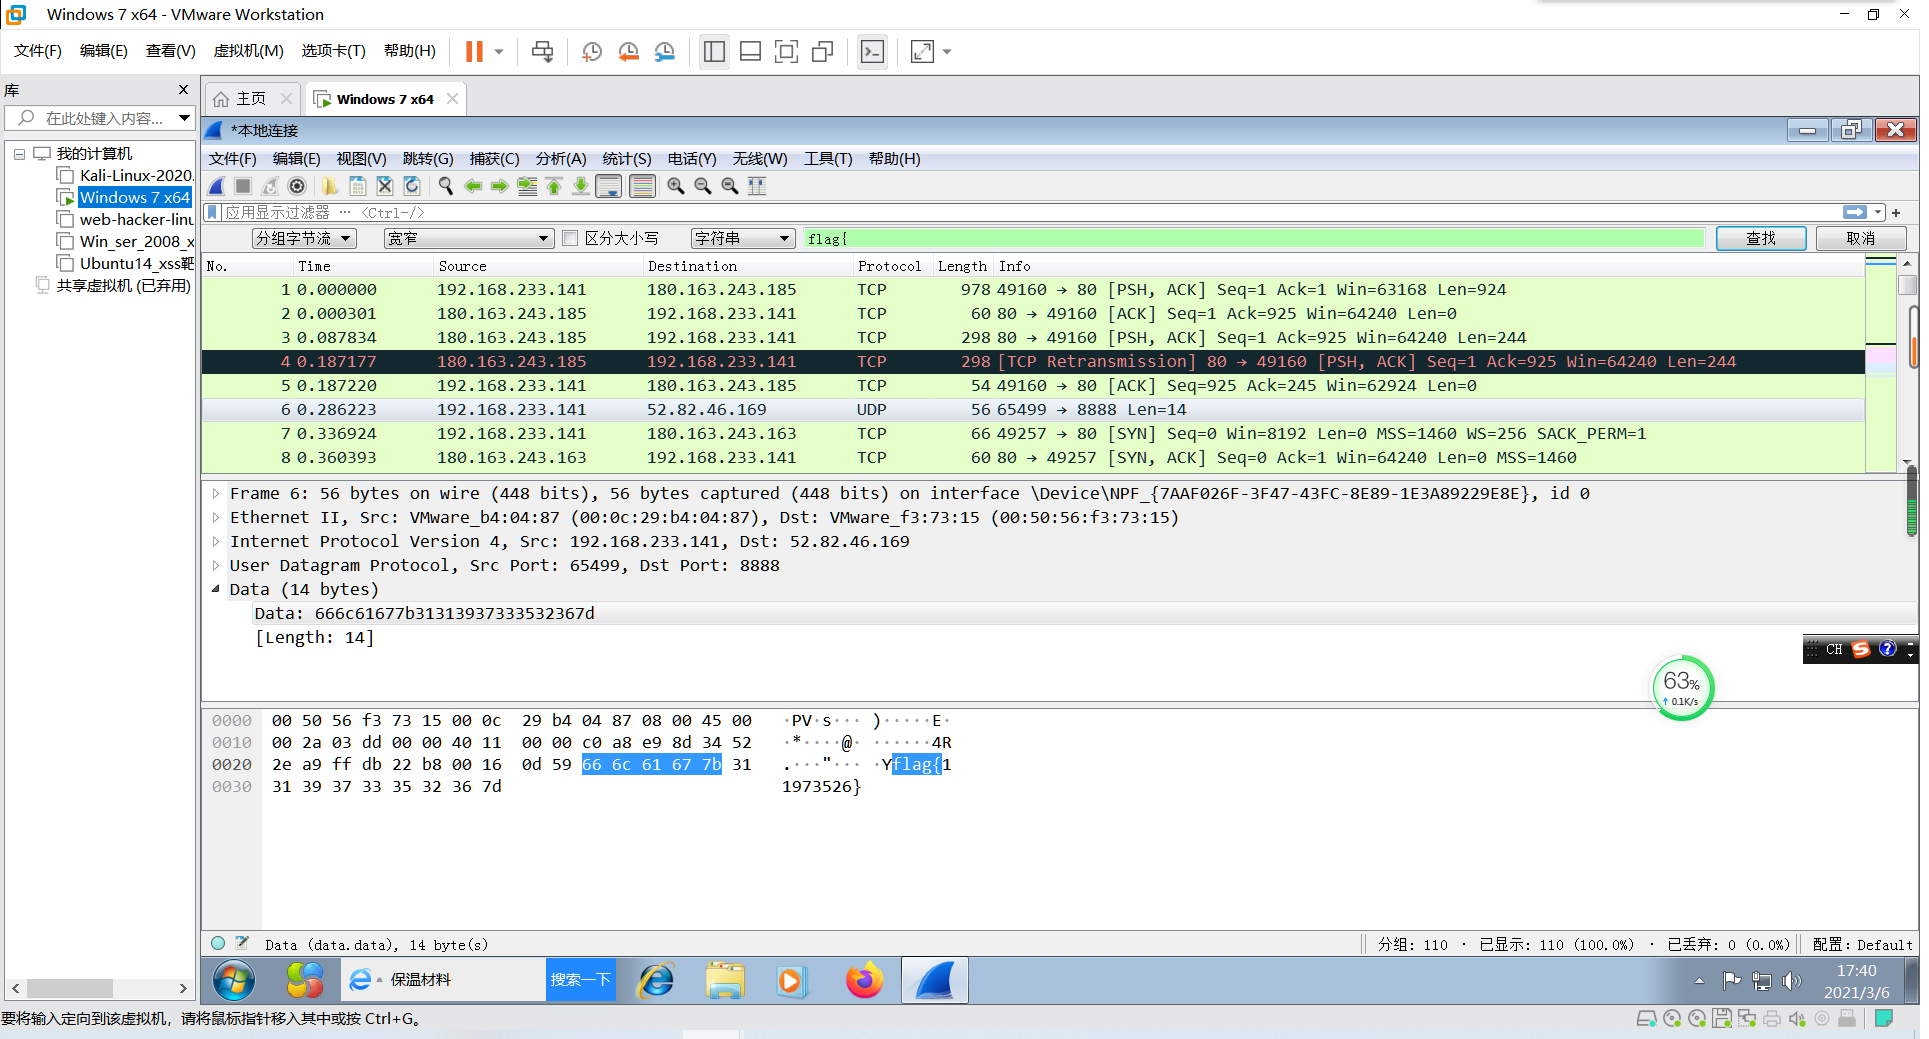 Windows 7 x64 - VMware Workstation
文件(F) 编辑(E) 查看(V) 虚拟机(M) 选项卡(T) 帮助(H)
库
在此处键入内容...
我的计算机
Kali-Linux-2020.
Windows 7 x64
web-hacker-linu
Win_ser_2008_x
Ubuntu14_xss靶
共享虚拟机 (已弃用)
主页 Windows 7 x64
*本地连接
文件(F) 编辑(E) 视图(V) 跳转(G) 捕获(C) 分析(A) 统计(S) 电话(Y) 无线(W) 工具(T) 帮助(H)
应用显示过滤器 … <Ctrl-/>
分组字节流 宽窄 区分大小写 字符串 flag{ 查找 取消
No. Time Source Destination Protocol Length Info
1 0.000000 192.168.233.141 180.163.243.185 TCP 978 49160 → 80 [PSH, ACK] Seq=1 Ack=1 Win=63168 Len=924
2 0.000301 180.163.243.185 192.168.233.141 TCP 60 80 → 49160 [ACK] Seq=1 Ack=925 Win=64240 Len=0
3 0.087834 180.163.243.185 192.168.233.141 TCP 298 80 → 49160 [PSH, ACK] Seq=1 Ack=925 Win=64240 Len=244
4 0.187177 180.163.243.185 192.168.233.141 TCP 298 [TCP Retransmission] 80 → 49160 [PSH, ACK] Seq=1 Ack=925 Win=64240 Len=244
5 0.187220 192.168.233.141 180.163.243.185 TCP 54 49160 → 80 [ACK] Seq=925 Ack=245 Win=62924 Len=0
6 0.286223 192.168.233.141 52.82.46.169 UDP 56 65499 → 8888 Len=14
7 0.336924 192.168.233.141 180.163.243.163 TCP 66 49257 → 80 [SYN] Seq=0 Win=8192 Len=0 MSS=1460 WS=256 SACK_PERM=1
8 0.360393 180.163.243.163 192.168.233.141 TCP 60 80 → 49257 [SYN, ACK] Seq=0 Ack=1 Win=64240 Len=0 MSS=1460
Frame 6: 56 bytes on wire (448 bits), 56 bytes captured (448 bits) on interface \Device\NPF_{7AAF026F-3F47-43FC-8E89-1E3A89229E8E}, id 0
Ethernet II, Src: VMware_b4:04:87 (00:0c:29:b4:04:87), Dst: VMware_f3:73:15 (00:50:56:f3:73:15)
Internet Protocol Version 4, Src: 192.168.233.141, Dst: 52.82.46.169
User Datagram Protocol, Src Port: 65499, Dst Port: 8888
Data (14 bytes)
Data: 666c61677b31313937333532367d
[Length: 14]
CH
63%
↑ 0.1K/s
0000 00 50 56 f3 73 15 00 0c 29 b4 04 87 08 00 45 00 ·PV·s··· )·····E·
0010 00 2a 03 dd 00 00 40 11 00 00 c0 a8 e9 8d 34 52 ·*····@· ······4R
0020 2e a9 ff db 22 b8 00 16 0d 59 66 6c 61 67 7b 31 .···"··· ·Yflag{1
0030 31 39 37 33 35 32 36 7d 1973526}
Data (data.data), 14 byte(s)
分组: 110 · 已显示: 110 (100.0%) · 已丢弃: 0 (0.0%) 配置: Default
保温材料 搜索一下
17:40
2021/3/6
要将输入定向到该虚拟机，请将鼠标指针移入其中或按 Ctrl+G。